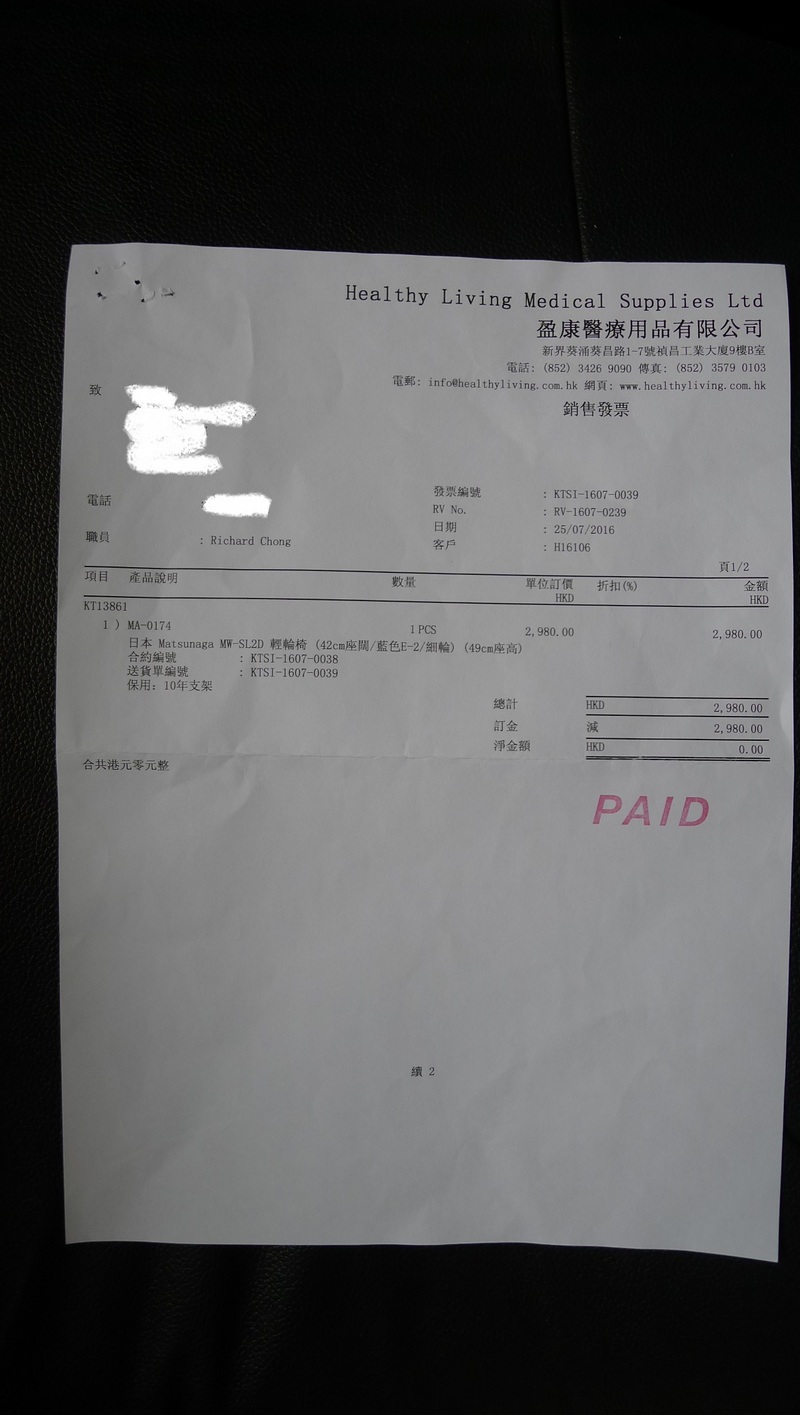 Healthy Living Medical Supplies Ltd
盈康醫療用品有限公司
新界葵涌葵昌路1-7號禎昌工業大廈9樓B室
電話: (852) 3426 9090 傳真: (852) 3579 0103
電郵: info@healthyliving.com.hk 網頁: www.healthyliving.com.hk
銷售發票
致
電話
職員 : Richard Chong
發票編號 : KTSI-1607-0039
RV No. : RV-1607-0239
日期 : 25/07/2016
客戶 : H16106
頁1/2
項目 產品說明 數量 單位訂價 折扣(%) 金額
HKD HKD
KT13861
1 ) MA-0174 1 PCS 2,980.00 2,980.00
日本 Matsunaga MW-SL2D 輕輪椅 (42cm座闊/藍色E-2/細輪) (49cm座高)
合約編號 : KTSI-1607-0038
送貨單編號 : KTSI-1607-0039
保用: 10年支架
總計 HKD 2,980.00
訂金 減 2,980.00
淨金額 HKD 0.00
合共港元零元整
PAID
續 2